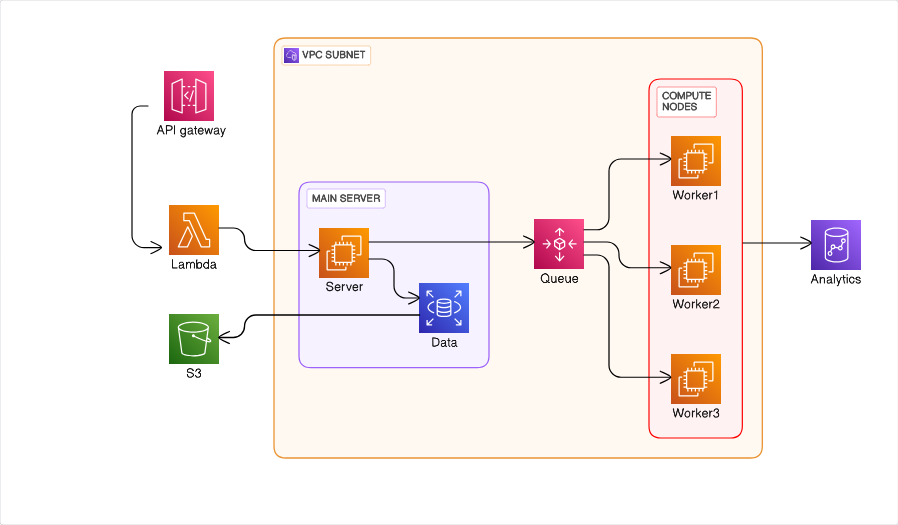 VPC SUBNET
API gateway
Lambda
S3
MAIN SERVER
Server
Data
Queue
COMPUTE
NODES
Worker1
Worker2
Worker3
Analytics